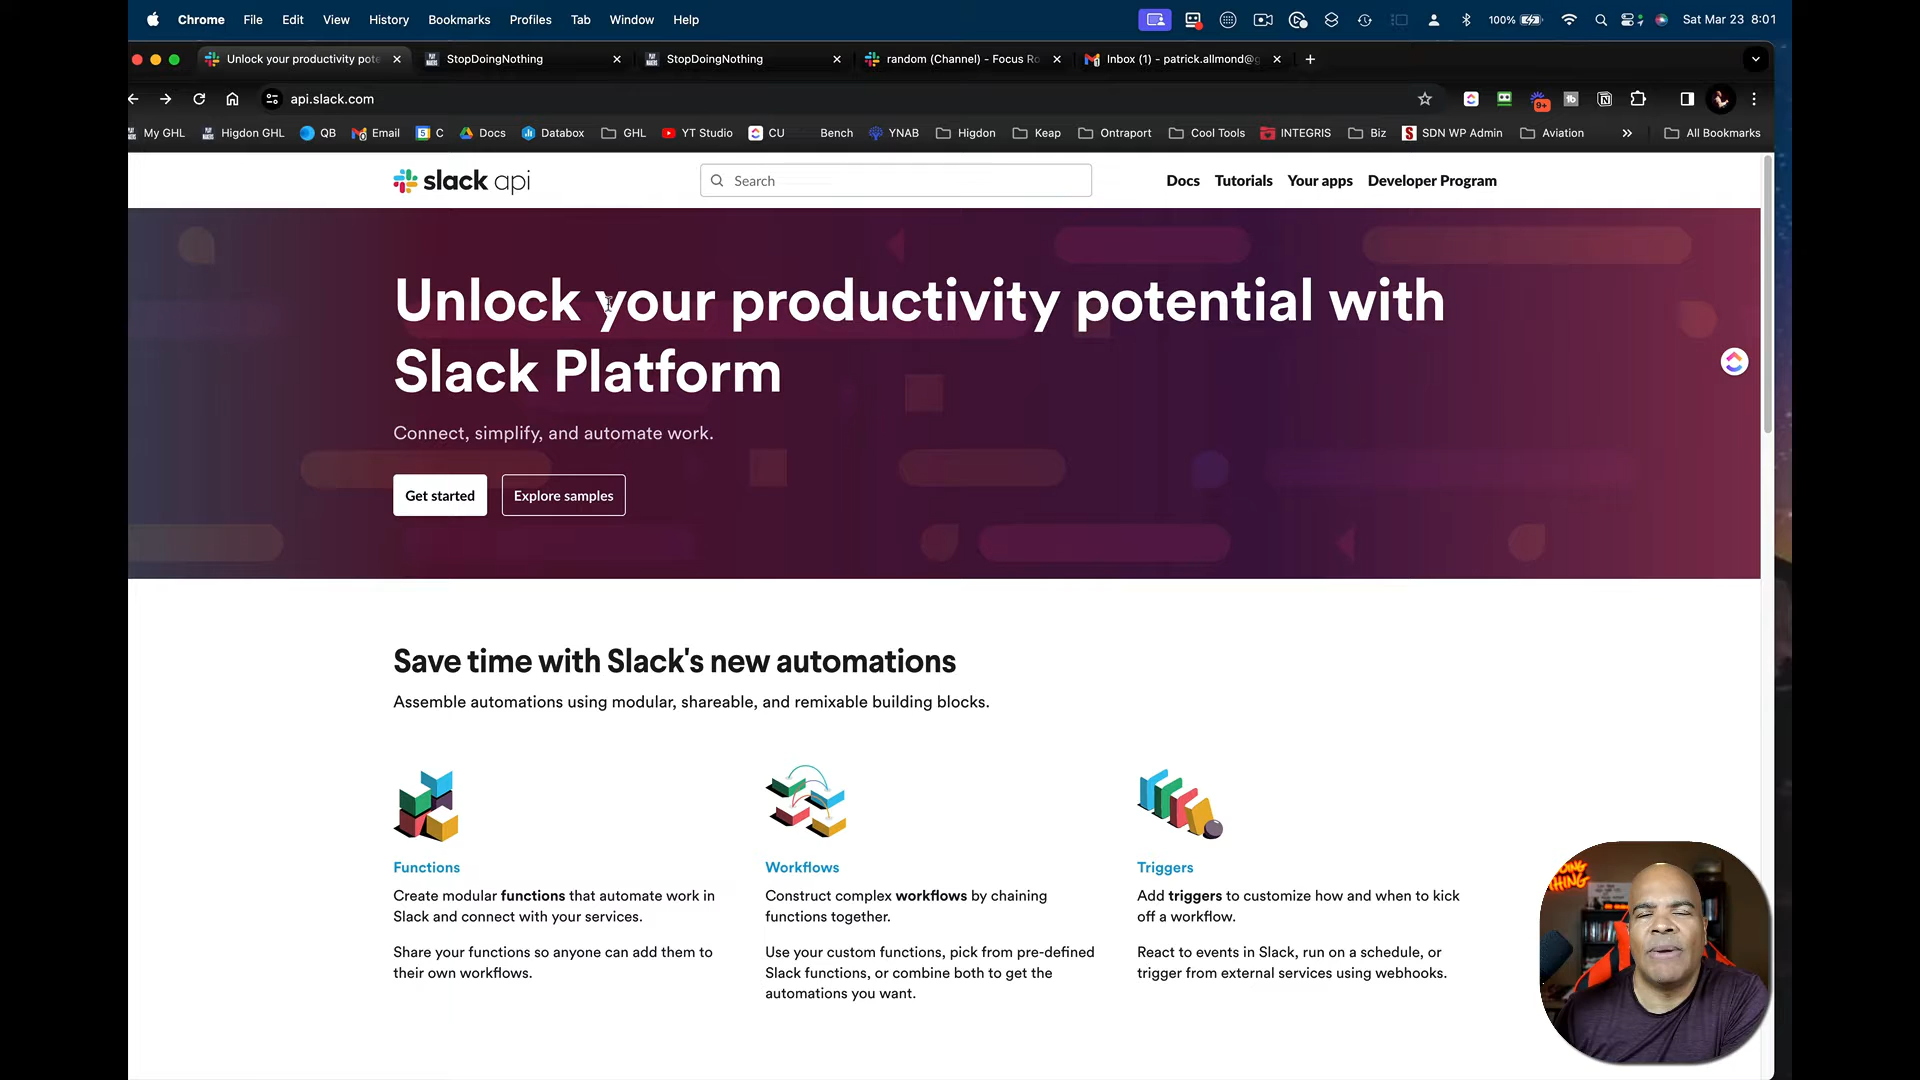 Chrome File Edit View History Bookmarks Profiles Tab Window Help 100% Sat Mar 23 8:01
Unlock your productivity pote StopDoingNothing StopDoingNothing random (Channel) - Focus Ro Inbox (1) - patrick.allmond@g
api.slack.com 9+
My GHL Higdon GHL QB Email 5 C Docs Databox GHL YT Studio CU Bench YNAB Higdon Keap Ontraport Cool Tools INTEGRIS Biz S SDN WP Admin Aviation » All Bookmarks
slack api Search Docs Tutorials Your apps Developer Program
Unlock your productivity potential with
Slack Platform
Connect, simplify, and automate work.
Get started Explore samples
Save time with Slack's new automations
Assemble automations using modular, shareable, and remixable building blocks.
Functions
Create modular functions that automate work in
Slack and connect with your services.
Share your functions so anyone can add them to
their own workflows.
Workflows
Construct complex workflows by chaining
functions together.
Use your custom functions, pick from pre-defined
Slack functions, or combine both to get the
automations you want.
Triggers
Add triggers to customize how and when to kick
off a workflow.
React to events in Slack, run on a schedule, or
trigger from external services using webhooks.